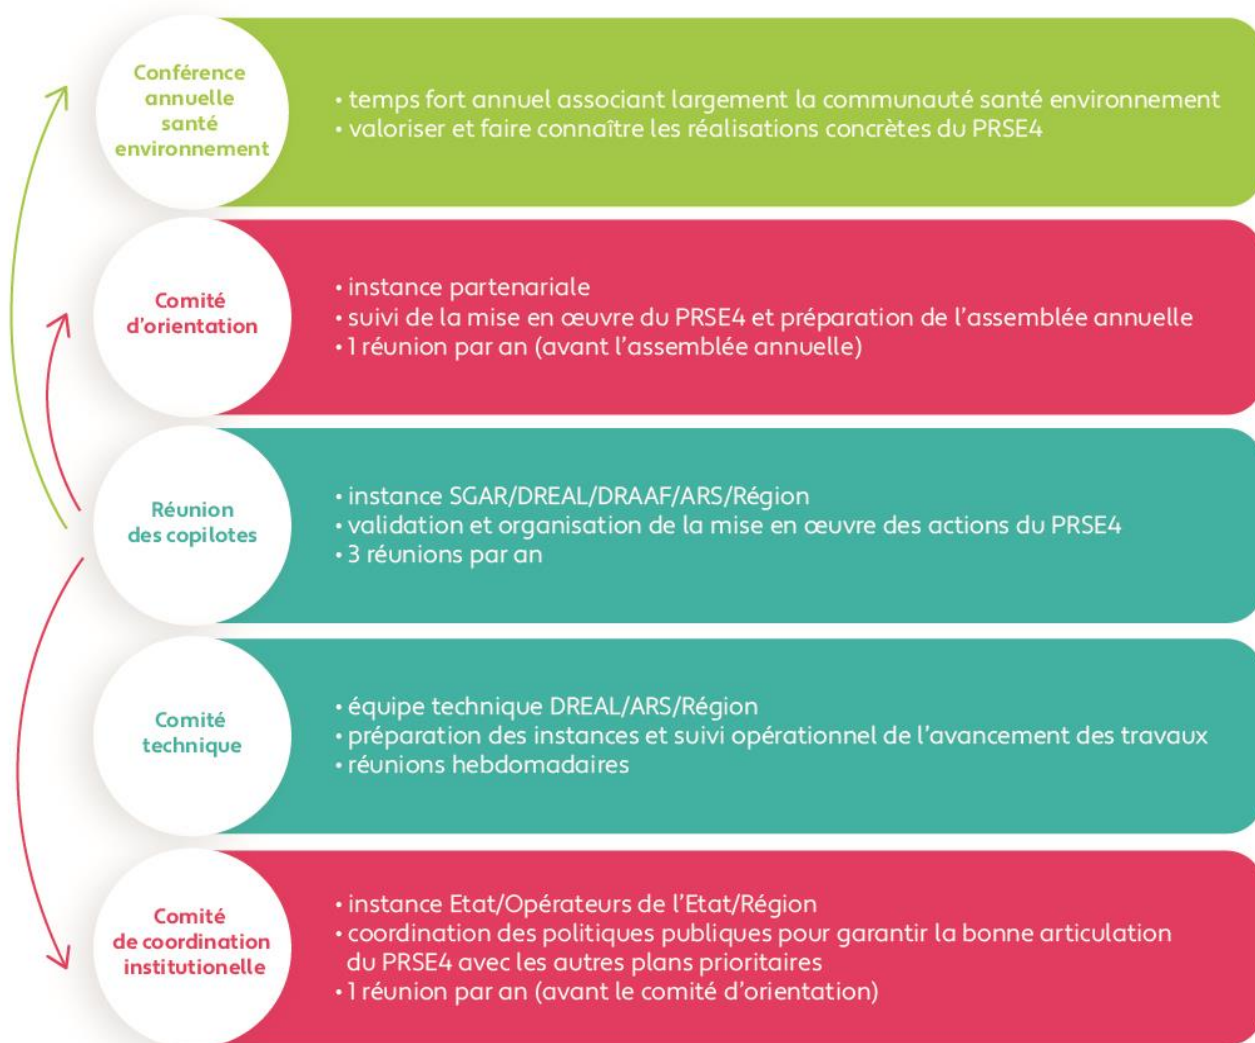 Conférence
annuelle
santé
environnement
• temps fort annuel associant largement la communauté santé environnement
• valoriser et faire connaître les réalisations concrètes du PRSE4
Comité
d'orientation
• instance partenariale
• suivi de la mise en œuvre du PRSE4 et préparation de l'assemblée annuelle
• 1 réunion par an (avant l'assemblée annuelle)
Réunion
des copilotes
• instance SGAR/DREAL/DRAAF/ARS/Région
• validation et organisation de la mise en œuvre des actions du PRSE4
• 3 réunions par an
Comité
technique
• équipe technique DREAL/ARS/Région
• préparation des instances et suivi opérationnel de l'avancement des travaux
• réunions hebdomadaires
Comité
de coordination
institutionelle
• instance Etat/Opérateurs de l'Etat/Région
• coordination des politiques publiques pour garantir la bonne articulation
du PRSE4 avec les autres plans prioritaires
• 1 réunion par an (avant le comité d'orientation)